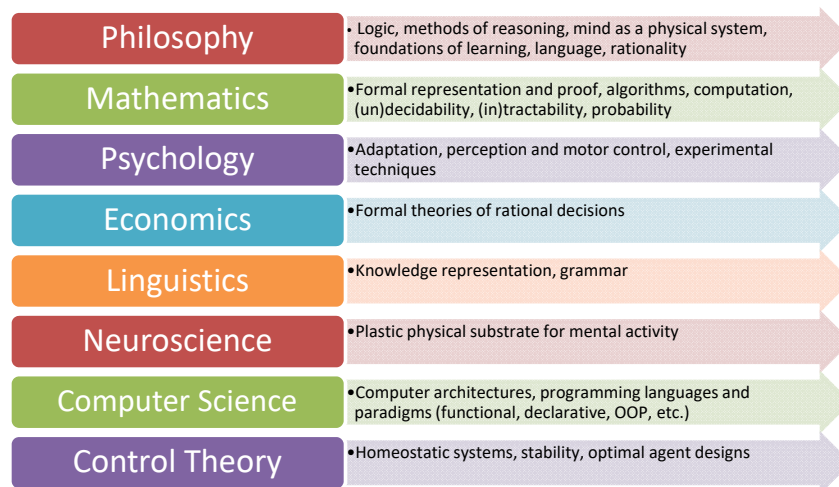 Philosophy
• Logic, methods of reasoning, mind as a physical system,
foundations of learning, language, rationality
Mathematics
•Formal representation and proof, algorithms, computation,
(un)decidability, (in)tractability, probability
Psychology
•Adaptation, perception and motor control, experimental
techniques
Economics
•Formal theories of rational decisions
Linguistics
•Knowledge representation, grammar
Neuroscience
•Plastic physical substrate for mental activity
Computer Science
•Computer architectures, programming languages and
paradigms (functional, declarative, OOP, etc.)
Control Theory
•Homeostatic systems, stability, optimal agent designs